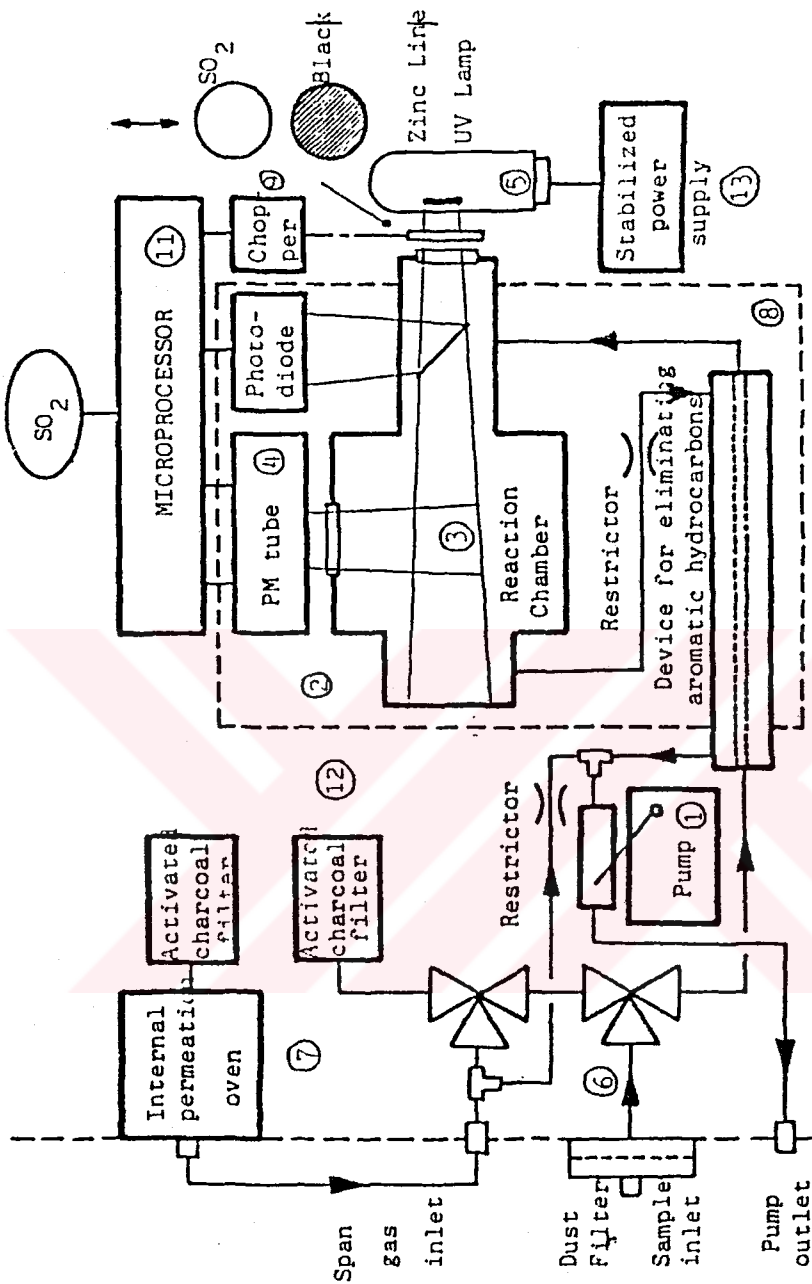 SO2
MICROPROCESSOR
11
PM tube
4
Photo-
diode
Chop
per
9
SO2
Black
Zinc Line
UV Lamp
5
Stabilized
power
supply
13
2
3
Reaction
Chamber
8
Restrictor
Device for eliminating
aromatic hydrocarbons
Activated
charcoal
filter
12
Activated
charcoal
filter
Internal
permeation
oven
7
Restrictor
Pump
1
6
Span
gas
inlet
Dust
Filter
Sample
inlet
Pump
outlet